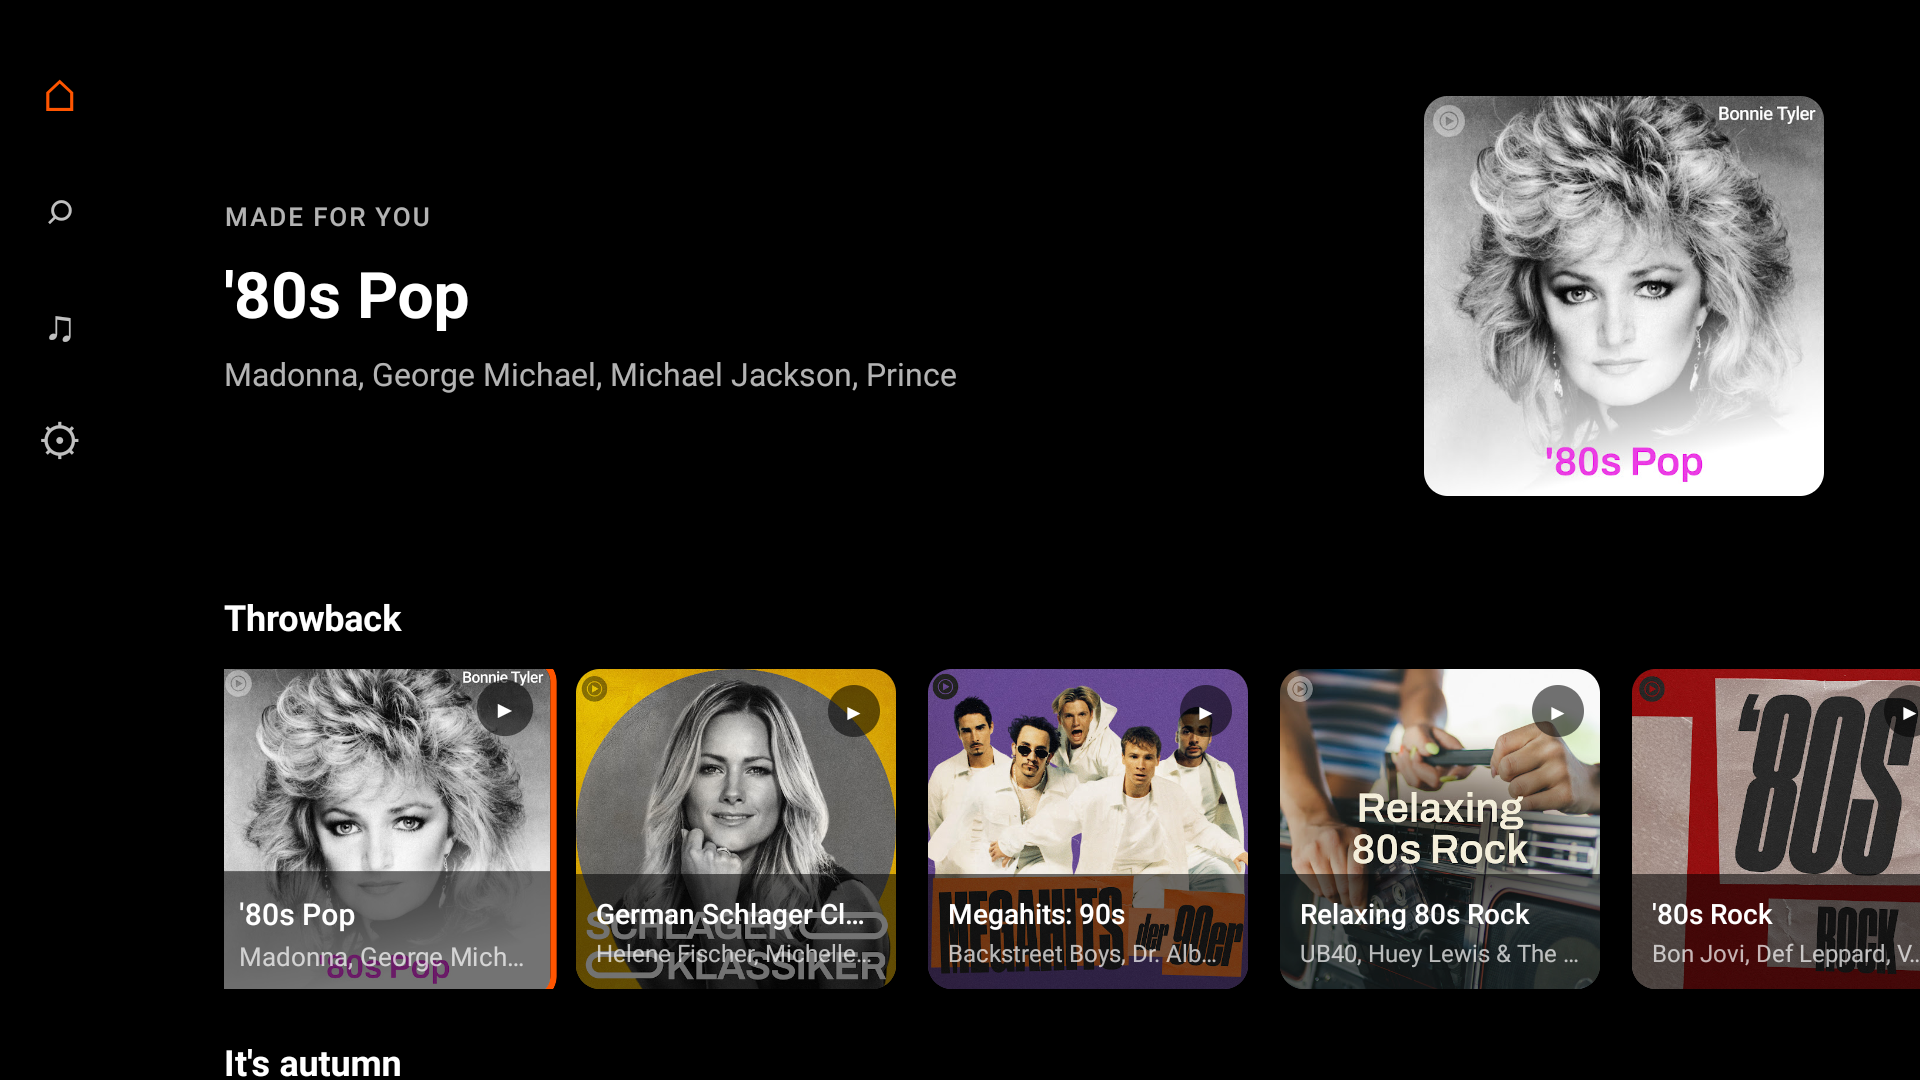 Bonnie Tyler
MADE FOR YOU
'80s Pop
Madonna, George Michael, Michael Jackson, Prince
'80s Pop
Throwback
Bonnie Tyler
'80s Pop
Madonna, George Mich...
'80s Pop
SCHLAGER
German Schlager Cl...
Helene Fischer, Michelle...
KLASSIKER
MEGAHITS der 90er
Megahits: 90s
Backstreet Boys, Dr. Alb...
Relaxing
80s Rock
Relaxing 80s Rock
UB40, Huey Lewis & The ...
'80S
ROCK
'80s Rock
Bon Jovi, Def Leppard, V...
It's autumn